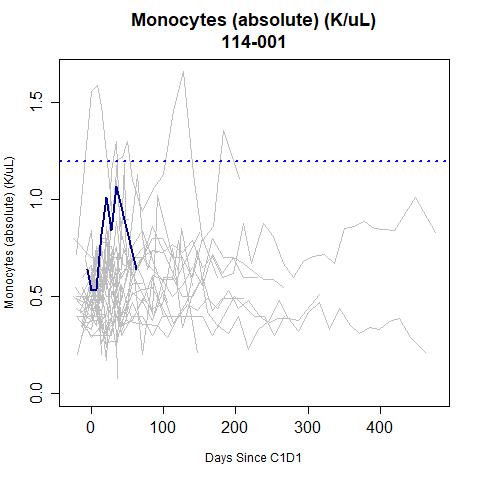 Monocytes (absolute) (K/uL)
114-001
Monocytes (absolute) (K/uL)
1.5
1.0
0.5
0.0
0 100 200 300 400
Days Since C1D1